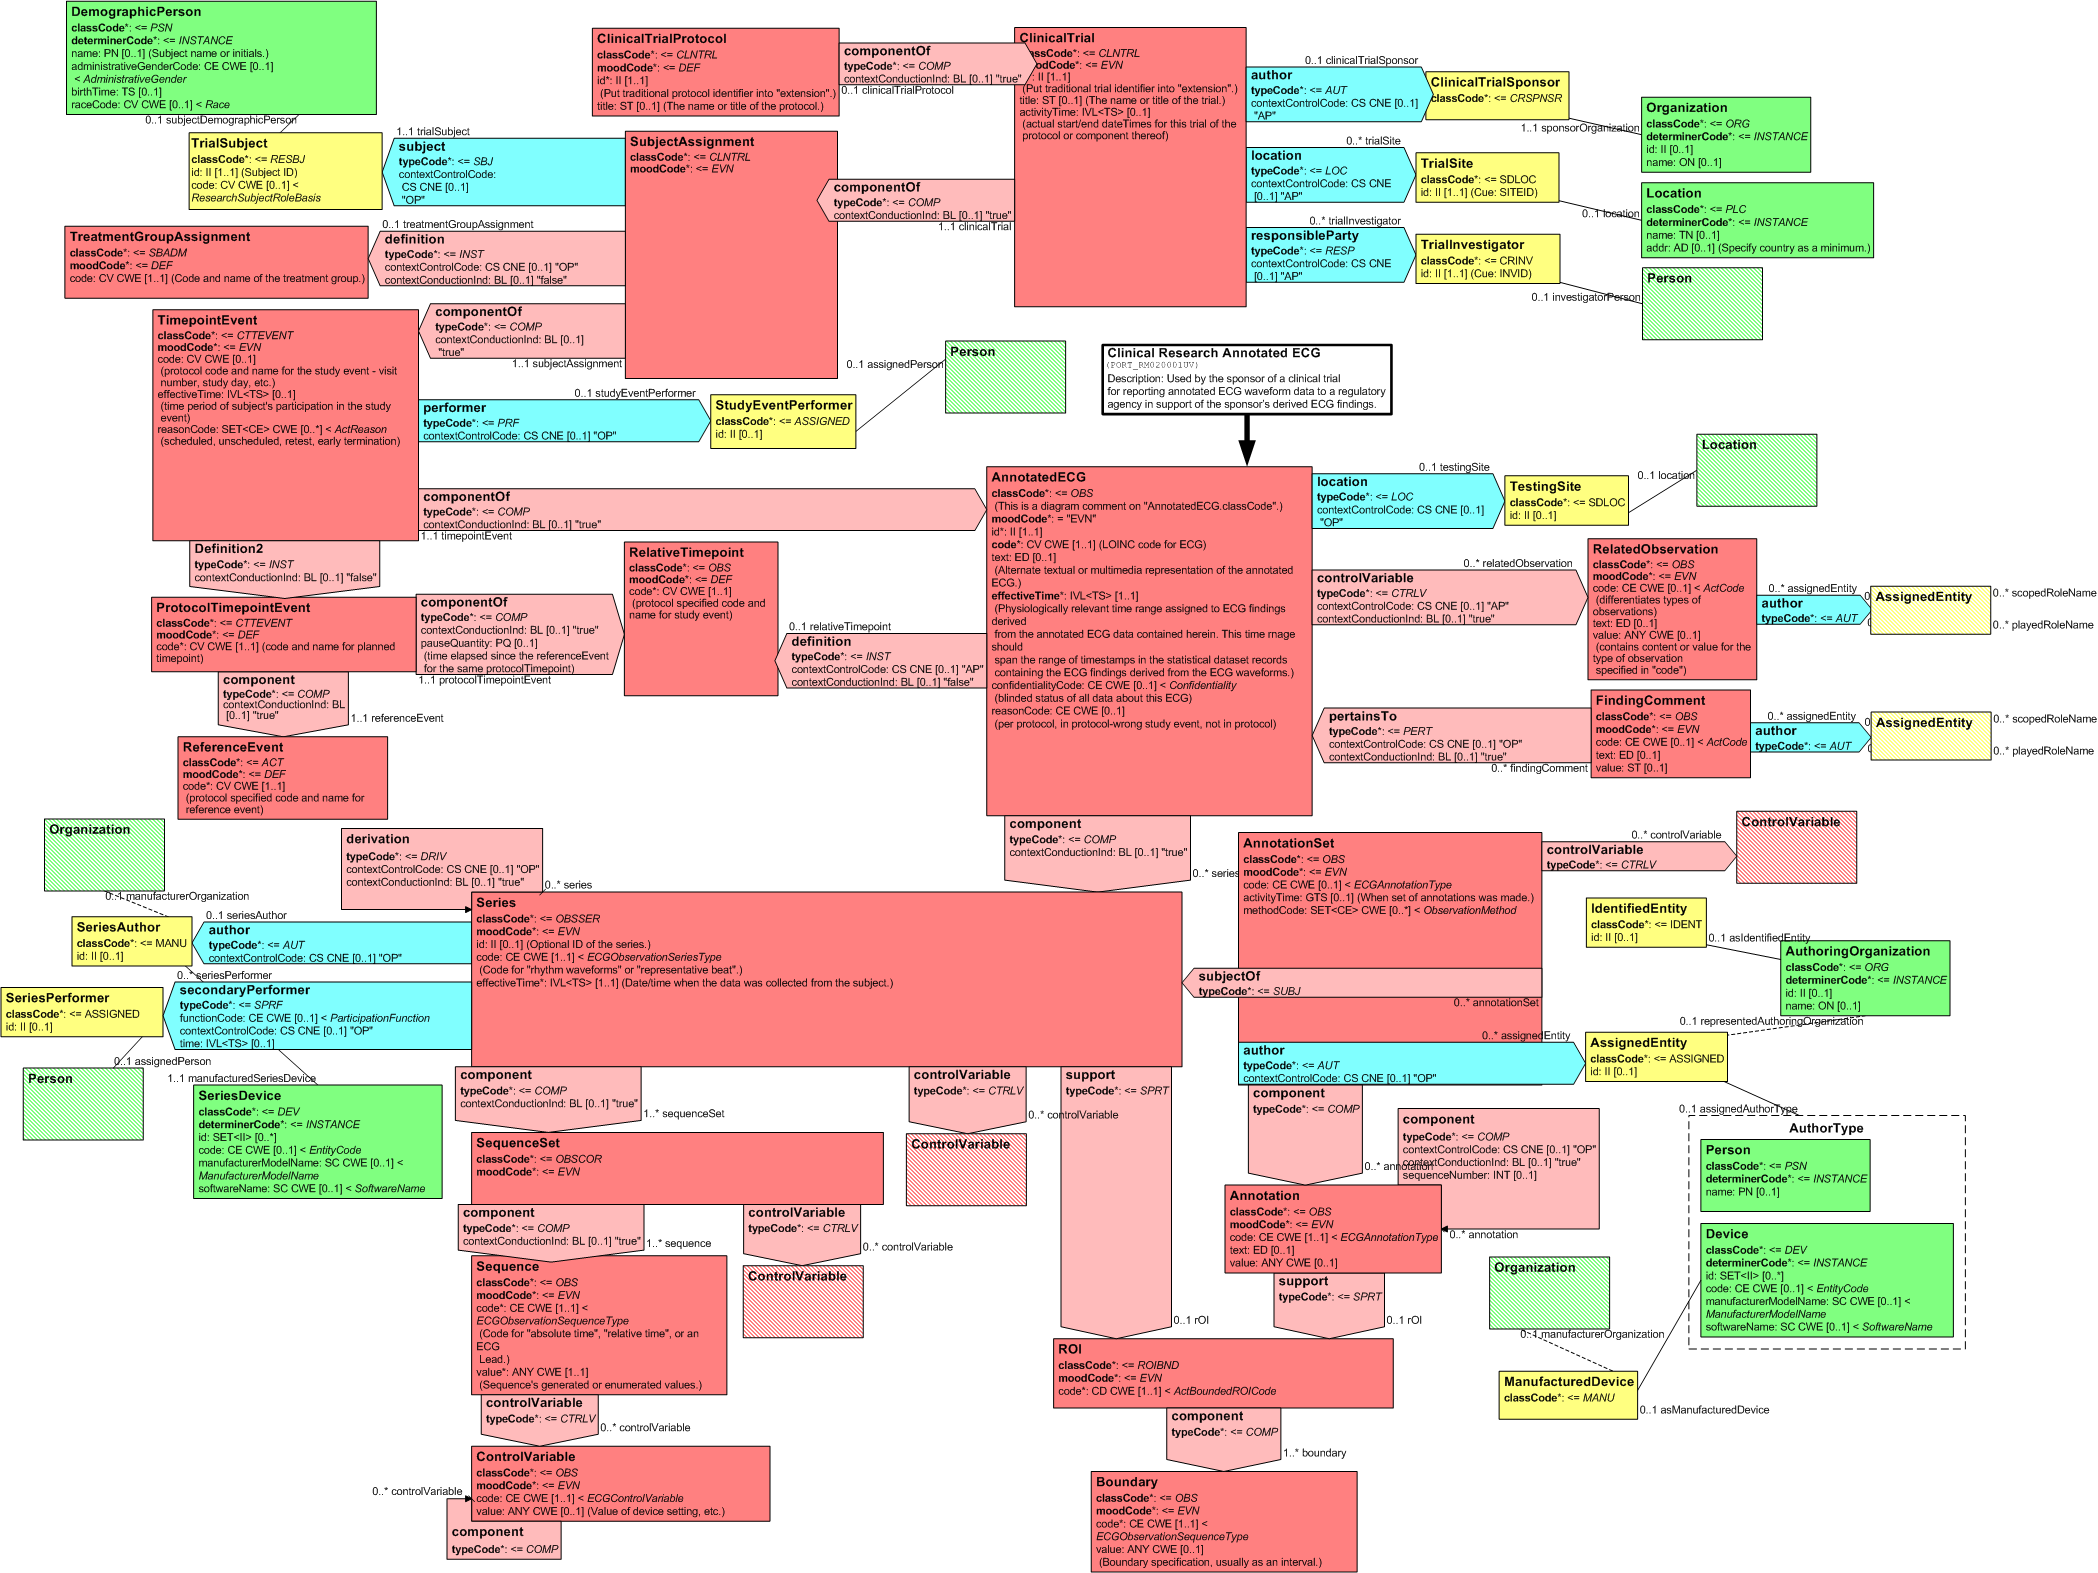 DemographicPerson
classCode*: <= PSN
determinerCode*: <= INSTANCE
name: PN [0..1] (Subject name or initials.)
administrativeGenderCode: CE CWE [0..1]
< AdministrativeGender
birthTime: TS [0..1]
raceCode: CV CWE [0..1] < Race
0..1 subjectDemographicPerson
TrialSubject
classCode*: <= RESBJ
id: II [1..1] (Subject ID)
code: CV CWE [0..1] <
ResearchSubjectRoleBasis
1..1 trialSubject
subject
typeCode*: <= SBJ
contextControlCode:
CS CNE [0..1]
"OP"
ClinicalTrialProtocol
classCode*: <= CLNTRL
moodCode*: <= DEF
id*: II [1..1]
(Put traditional protocol identifier into "extension".)
title: ST [0..1] (The name or title of the protocol.)
componentOf
typeCode*: <= COMP
contextConductionInd: BL [0..1] "true"
0..1 clinicalTrialProtocol
ClinicalTrial
classCode*: <= CLNTRL
moodCode*: <= EVN
II [1..1]
(Put traditional trial identifier into "extension".)
title: ST [0..1] (The name or title of the trial.)
activityTime: IVL<TS> [0..1]
(actual start/end dateTimes for this trial of the
protocol or component thereof)
0..1 clinicalTrialSponsor
author
typeCode*: <= AUT
contextControlCode: CS CNE [0..1]
"AP"
ClinicalTrialSponsor
classCode*: <= CRSPNSR
1..1 sponsorOrganization
Organization
classCode*: <= ORG
determinerCode*: <= INSTANCE
id: II [0..1]
name: ON [0..1]
0..* trialSite
location
typeCode*: <= LOC
contextControlCode: CS CNE
[0..1] "AP"
TrialSite
classCode*: <= SDLOC
id: II [1..1] (Cue: SITEID)
0..1 location
Location
classCode*: <= PLC
determinerCode*: <= INSTANCE
name: TN [0..1]
addr: AD [0..1] (Specify country as a minimum.)
0..* trialInvestigator
responsibleParty
typeCode*: <= RESP
contextControlCode: CS CNE
[0..1] "AP"
TrialInvestigator
classCode*: <= CRINV
id: II [1..1] (Cue: INVID)
0..1 investigatorPerson
Person
SubjectAssignment
classCode*: <= CLNTRL
moodCode*: <= EVN
componentOf
typeCode*: <= COMP
contextConductionInd: BL [0..1] "true"
1..1 clinicalTrial
0..1 treatmentGroupAssignment
definition
typeCode*: <= INST
contextControlCode: CS CNE [0..1] "OP"
contextConductionInd: BL [0..1] "false"
TreatmentGroupAssignment
classCode*: <= SBADM
moodCode*: <= DEF
code: CV CWE [1..1] (Code and name of the treatment group.)
componentOf
typeCode*: <= COMP
contextConductionInd: BL [0..1]
"true"
1..1 subjectAssignment
TimepointEvent
classCode*: <= CTTEVENT
moodCode*: <= EVN
code: CV CWE [0..1]
(protocol code and name for the study event - visit
number, study day, etc.)
effectiveTime: IVL<TS> [0..1]
(time period of subject's participation in the study
event)
reasonCode: SET<CE> CWE [0..*] < ActReason
(scheduled, unscheduled, retest, early termination)
0..1 studyEventPerformer
performer
typeCode*: <= PRF
contextControlCode: CS CNE [0..1] "OP"
StudyEventPerformer
classCode*: <= ASSIGNED
id: II [0..1]
0..1 assignedPerson
Person
Clinical Research Annotated ECG
(PORT_RM020001UV)
Description: Used by the sponsor of a clinical trial
for reporting annotated ECG waveform data to a regulatory
agency in support of the sponsor's derived ECG findings.
componentOf
typeCode*: <= COMP
contextConductionInd: BL [0..1] "true"
1..1 timepointEvent
AnnotatedECG
classCode*: <= OBS
(This is a diagram comment on "AnnotatedECG.classCode".)
moodCode*: = "EVN"
id*: II [1..1]
code*: CV CWE [1..1] (LOINC code for ECG)
text: ED [0..1]
(Alternate textual or multimedia representation of the annotated
ECG.)
effectiveTime*: IVL<TS> [1..1]
(Physiologically relevant time range assigned to ECG findings
derived
from the annotated ECG data contained herein. This time rnage
should
span the range of timestamps in the statistical dataset records
containing the ECG findings derived from the ECG waveforms.)
confidentialityCode: CE CWE [0..1] < Confidentiality
(blinded status of all data about this ECG)
reasonCode: CE CWE [0..1]
(per protocol, in protocol-wrong study event, not in protocol)
0..1 testingSite
location
typeCode*: <= LOC
contextControlCode: CS CNE [0..1]
"OP"
TestingSite
classCode*: <= SDLOC
id: II [0..1]
0..1 location
Location
0..* relatedObservation
controlVariable
typeCode*: <= CTRLV
contextControlCode: CS CNE [0..1] "AP"
contextConductionInd: BL [0..1] "true"
RelatedObservation
classCode*: <= OBS
moodCode*: <= EVN
code: CE CWE [0..1] < ActCode
(differentiates types of
observations)
text: ED [0..1]
value: ANY CWE [0..1]
(contains content or value for the
type of observation
specified in "code")
0..* assignedEntity
author
typeCode*: <= AUT
AssignedEntity
0..* scopedRoleName
0..* playedRoleName
pertainsTo
typeCode*: <= PERT
contextControlCode: CS CNE [0..1] "OP"
contextConductionInd: BL [0..1] "true"
0..* findingComment
FindingComment
classCode*: <= OBS
moodCode*: <= EVN
code: CE CWE [0..1] < ActCode
text: ED [0..1]
value: ST [0..1]
0..* assignedEntity
author
typeCode*: <= AUT
AssignedEntity
0..* scopedRoleName
0..* playedRoleName
Definition2
typeCode*: <= INST
contextConductionInd: BL [0..1] "false"
ProtocolTimepointEvent
classCode*: <= CTTEVENT
moodCode*: <= DEF
code*: CV CWE [1..1] (code and name for planned
timepoint)
componentOf
typeCode*: <= COMP
contextConductionInd: BL [0..1] "true"
pauseQuantity: PQ [0..1]
(time elapsed since the referenceEvent
for the same protocolTimepoint)
1..1 protocolTimepointEvent
RelativeTimepoint
classCode*: <= OBS
moodCode*: <= DEF
code*: CV CWE [1..1]
(protocol specified code and
name for study event)
0..1 relativeTimepoint
definition
typeCode*: <= INST
contextControlCode: CS CNE [0..1] "AP"
contextConductionInd: BL [0..1] "false"
component
typeCode*: <= COMP
contextConductionInd: BL
[0..1] "true"
1..1 referenceEvent
ReferenceEvent
classCode*: <= ACT
moodCode*: <= DEF
code*: CV CWE [1..1]
(protocol specified code and name for
reference event)
component
typeCode*: <= COMP
contextConductionInd: BL [0..1] "true"
0..* series
Organization
0..1 manufacturerOrganization
derivation
typeCode*: <= DRIV
contextControlCode: CS CNE [0..1] "OP"
contextConductionInd: BL [0..1] "true"
0..* series
Series
classCode*: <= OBSSER
moodCode*: <= EVN
id: II [0..1] (Optional ID of the series.)
code: CE CWE [1..1] < ECGObservationSeriesType
(Code for "rhythm waveforms" or "representative beat".)
effectiveTime*: IVL<TS> [1..1] (Date/time when the data was collected from the subject.)
SeriesAuthor
classCode*: <= MANU
id: II [0..1]
0..1 seriesAuthor
author
typeCode*: <= AUT
contextControlCode: CS CNE [0..1] "OP"
0..* seriesPerformer
secondaryPerformer
typeCode*: <= SPRF
functionCode: CE CWE [0..1] < ParticipationFunction
contextControlCode: CS CNE [0..1] "OP"
time: IVL<TS> [0..1]
SeriesPerformer
classCode*: <= ASSIGNED
id: II [0..1]
0..1 assignedPerson
Person
1..1 manufacturedSeriesDevice
SeriesDevice
classCode*: <= DEV
determinerCode*: <= INSTANCE
id: SET<II> [0..*]
code: CE CWE [0..1] < EntityCode
manufacturerModelName: SC CWE [0..1] <
ManufacturerModelName
softwareName: SC CWE [0..1] < SoftwareName
AnnotationSet
classCode*: <= OBS
moodCode*: <= EVN
code: CE CWE [0..1] < ECGAnnotationType
activityTime: GTS [0..1] (When set of annotations was made.)
methodCode: SET<CE> CWE [0..*] < ObservationMethod
0..* controlVariable
controlVariable
typeCode*: <= CTRLV
ControlVariable
subjectOf
typeCode*: <= SUBJ
0..* annotationSet
IdentifiedEntity
classCode*: <= IDENT
id: II [0..1]
0..1 asIdentifiedEntity
AuthoringOrganization
classCode*: <= ORG
determinerCode*: <= INSTANCE
id: II [0..1]
name: ON [0..1]
0..1 representedAuthoringOrganization
0..* assignedEntity
author
typeCode*: <= AUT
contextControlCode: CS CNE [0..1] "OP"
AssignedEntity
classCode*: <= ASSIGNED
id: II [0..1]
0..1 assignedAuthorType
AuthorType
Person
classCode*: <= PSN
determinerCode*: <= INSTANCE
name: PN [0..1]
Device
classCode*: <= DEV
determinerCode*: <= INSTANCE
id: SET<II> [0..*]
code: CE CWE [0..1] < EntityCode
manufacturerModelName: SC CWE [0..1] <
ManufacturerModelName
softwareName: SC CWE [0..1] < SoftwareName
component
typeCode*: <= COMP
contextConductionInd: BL [0..1] "true"
1..* sequenceSet
controlVariable
typeCode*: <= CTRLV
0..* controlVariable
ControlVariable
support
typeCode*: <= SPRT
0..1 rOI
component
typeCode*: <= COMP
0..* annotation
component
typeCode*: <= COMP
contextControlCode: CS CNE [0..1] "OP"
contextConductionInd: BL [0..1] "true"
sequenceNumber: INT [0..1]
0..* annotation
Annotation
classCode*: <= OBS
moodCode*: <= EVN
code: CE CWE [1..1] < ECGAnnotationType
text: ED [0..1]
value: ANY CWE [0..1]
support
typeCode*: <= SPRT
0..1 rOI
SequenceSet
classCode*: <= OBSCOR
moodCode*: <= EVN
component
typeCode*: <= COMP
contextConductionInd: BL [0..1] "true"
1..* sequence
controlVariable
typeCode*: <= CTRLV
0..* controlVariable
ControlVariable
Sequence
classCode*: <= OBS
moodCode*: <= EVN
code*: CE CWE [1..1] <
ECGObservationSequenceType
(Code for "absolute time", "relative time", or an
ECG
Lead.)
value*: ANY CWE [1..1]
(Sequence's generated or enumerated values.)
controlVariable
typeCode*: <= CTRLV
0..* controlVariable
ControlVariable
classCode*: <= OBS
moodCode*: <= EVN
code: CE CWE [1..1] < ECGControlVariable
value: ANY CWE [0..1] (Value of device setting, etc.)
0..* controlVariable
component
typeCode*: <= COMP
ROI
classCode*: <= ROIBND
moodCode*: <= EVN
code*: CD CWE [1..1] < ActBoundedROICode
component
typeCode*: <= COMP
1..* boundary
Boundary
classCode*: <= OBS
moodCode*: <= EVN
code*: CE CWE [1..1] <
ECGObservationSequenceType
value: ANY CWE [0..1]
(Boundary specification, usually as an interval.)
Organization
0..1 manufacturerOrganization
ManufacturedDevice
classCode*: <= MANU
0..1 asManufacturedDevice